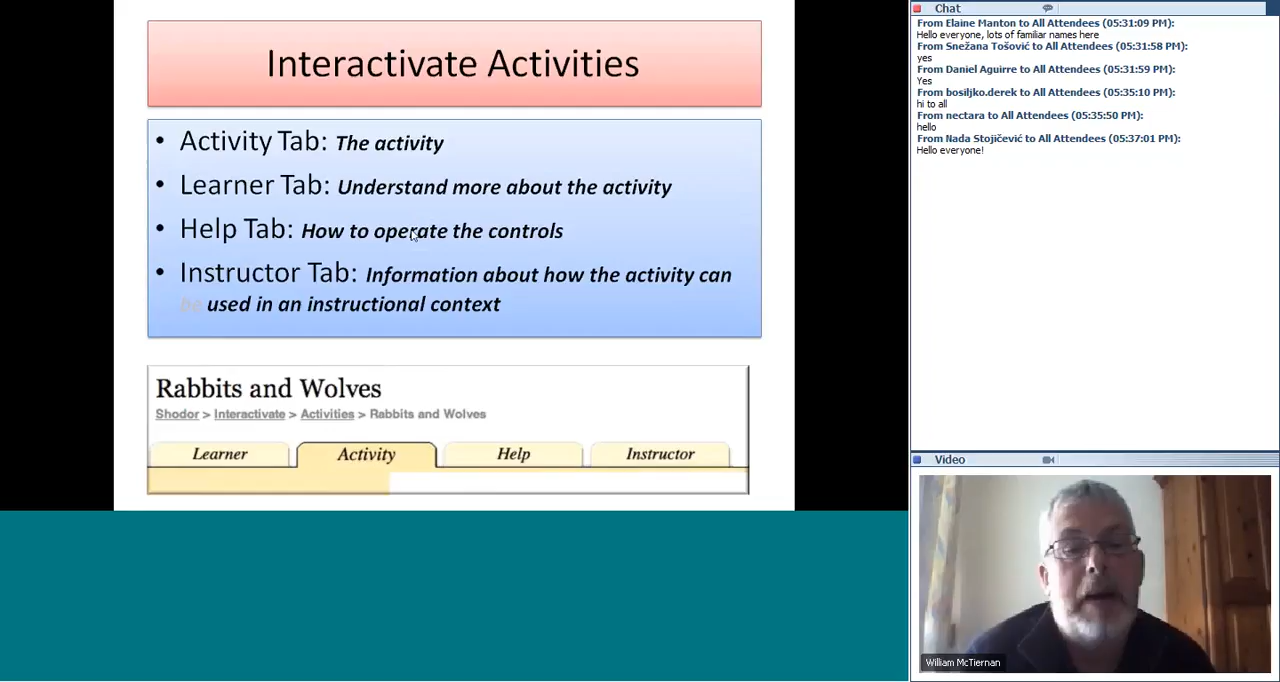 Interactivate Activities
• Activity Tab: The activity
• Learner Tab: Understand more about the activity
• Help Tab: How to operate the controls
• Instructor Tab: Information about how the activity can
be used in an instructional context
Rabbits and Wolves
Shodor > Interactivate > Activities > Rabbits and Wolves
Learner Activity Help Instructor
Chat
From Elaine Manton to All Attendees (05:31:09 PM):
Hello everyone, lots of familiar names here
From Snežana Tošović to All Attendees (05:31:58 PM):
yes
From Daniel Aguirre to All Attendees (05:31:59 PM):
Yes
From bosiljko.derek to All Attendees (05:35:10 PM):
hi to all
From nectara to All Attendees (05:35:50 PM):
hello
From Nada Stojičević to All Attendees (05:37:01 PM):
Hello everyone!
Video
William McTiernan